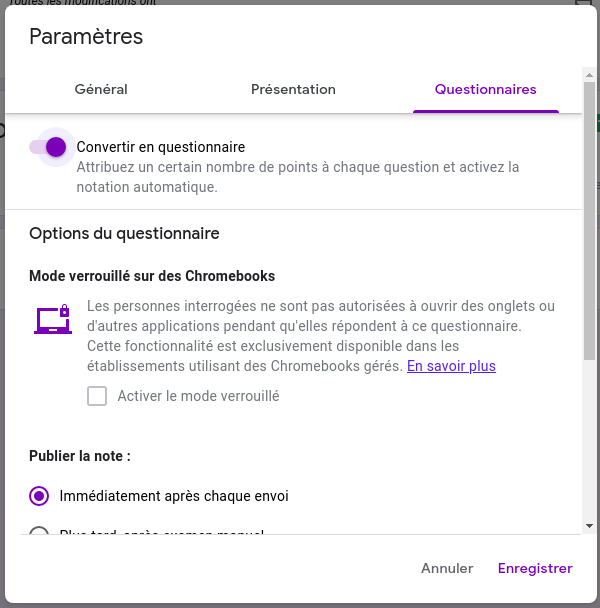 Toutes les modifications ont
Paramètres
Général
Présentation
Questionnaires
Convertir en questionnaire
Attribuez un certain nombre de points à chaque question et activez la
notation automatique.
Options du questionnaire
Mode verrouillé sur des Chromebooks
Les personnes interrogées ne sont pas autorisées à ouvrir des onglets ou
d'autres applications pendant qu'elles répondent à ce questionnaire.
Cette fonctionnalité est exclusivement disponible dans les
établissements utilisant des Chromebooks gérés. En savoir plus
Activer le mode verrouillé
Publier la note :
Immédiatement après chaque envoi
Plus tard, après examen manuel
Annuler
Enregistrer